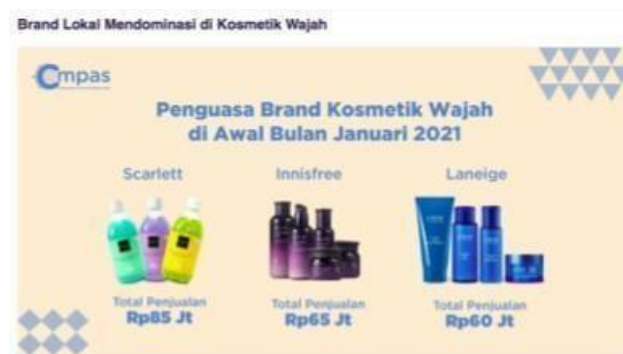 Brand Lokal Mendominasi di Kosmetik Wajah
Compas
Penguasa Brand Kosmetik Wajah
di Awal Bulan Januari 2021
Scarlett
Innisfree
Laneige
Total Penjualan
Rp85 Jt
Total Penjualan
Rp65 Jt
Total Penjualan
Rp60 Jt